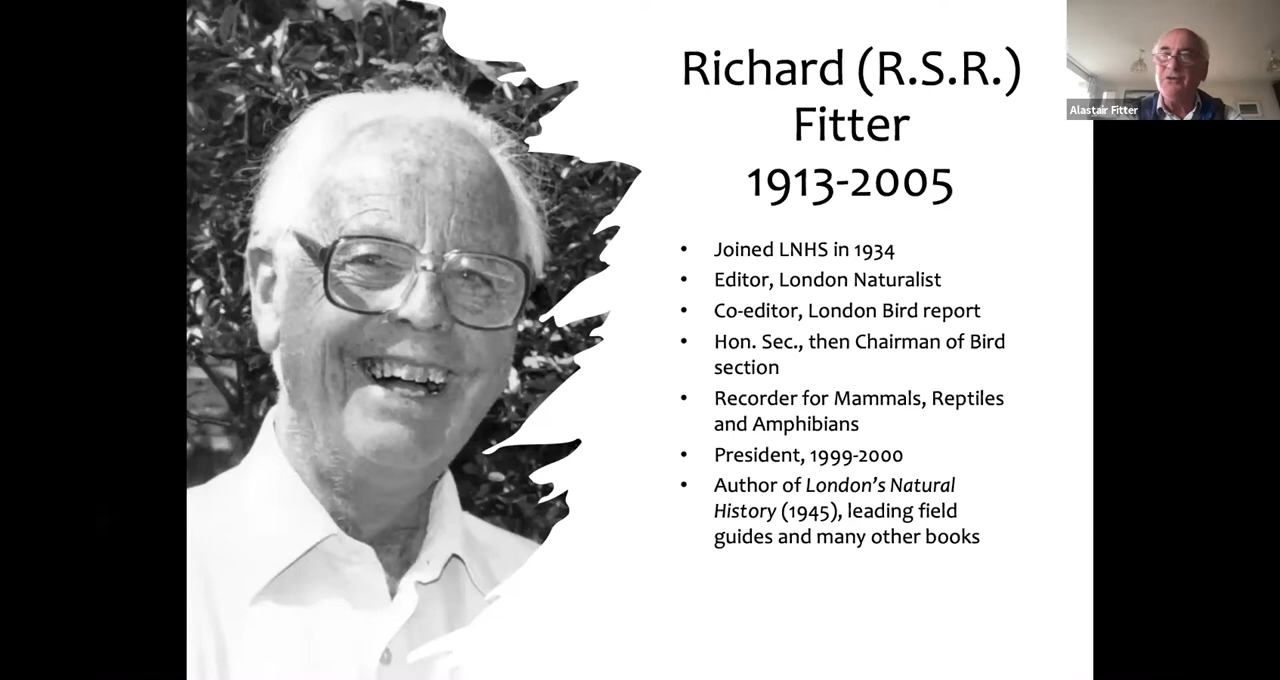 Richard (R.S.R.)
Fitter
1913-2005
Alastair Fitter
• Joined LNHS in 1934
• Editor, London Naturalist
• Co-editor, London Bird report
• Hon. Sec., then Chairman of Bird
section
• Recorder for Mammals, Reptiles
and Amphibians
• President, 1999-2000
• Author of London’s Natural
History (1945), leading field
guides and many other books